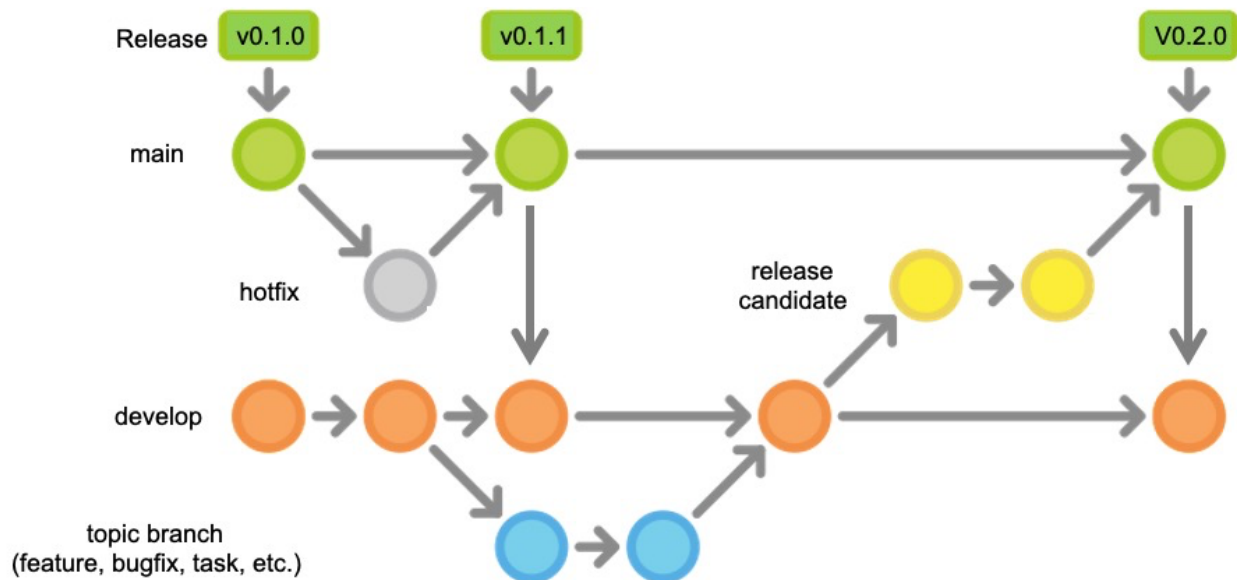 Release
v0.1.0
v0.1.1
V0.2.0
main
hotfix
release
candidate
develop
topic branch
(feature, bugfix, task, etc.)